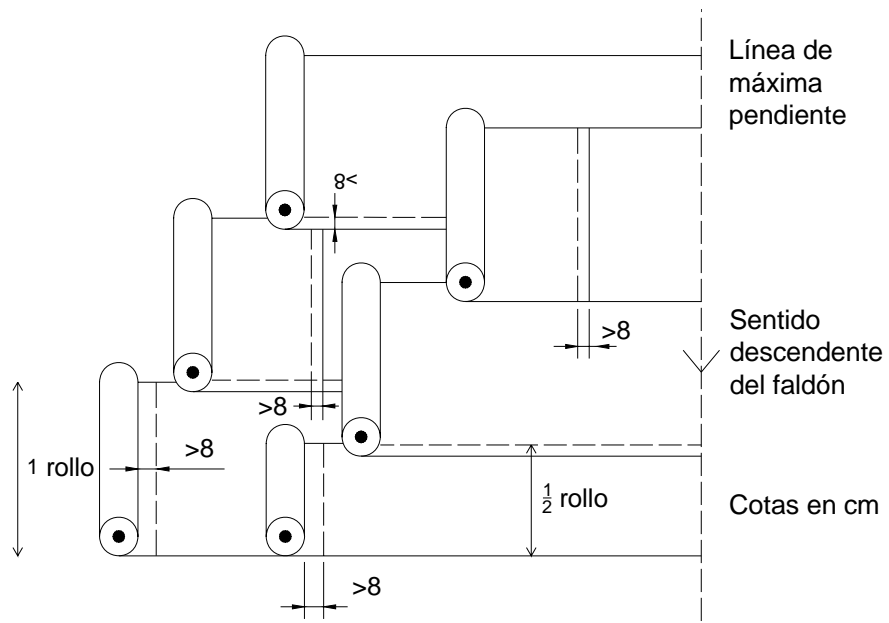 Línea de
máxima
pendiente
8<
>8
Sentido
descendente
del faldón
>8
>8
1 rollo
½ rollo
Cotas en cm
>8